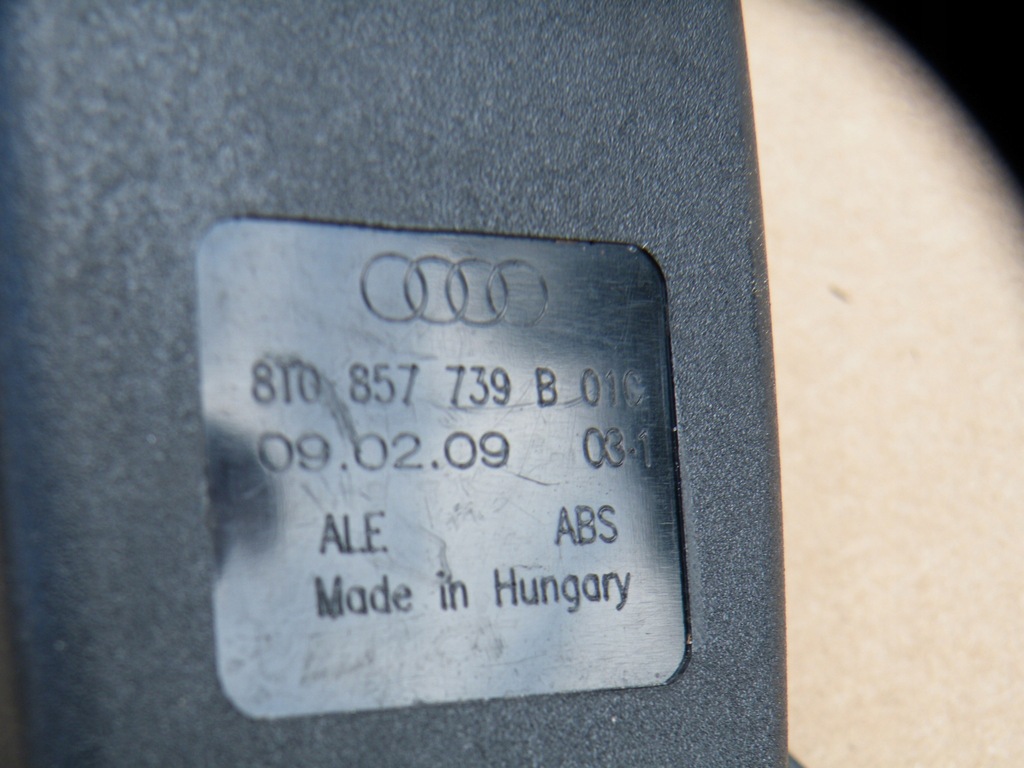 8T0 857 739 B 01C
09.02.09 03-1
ALE ABS
Made in Hungary